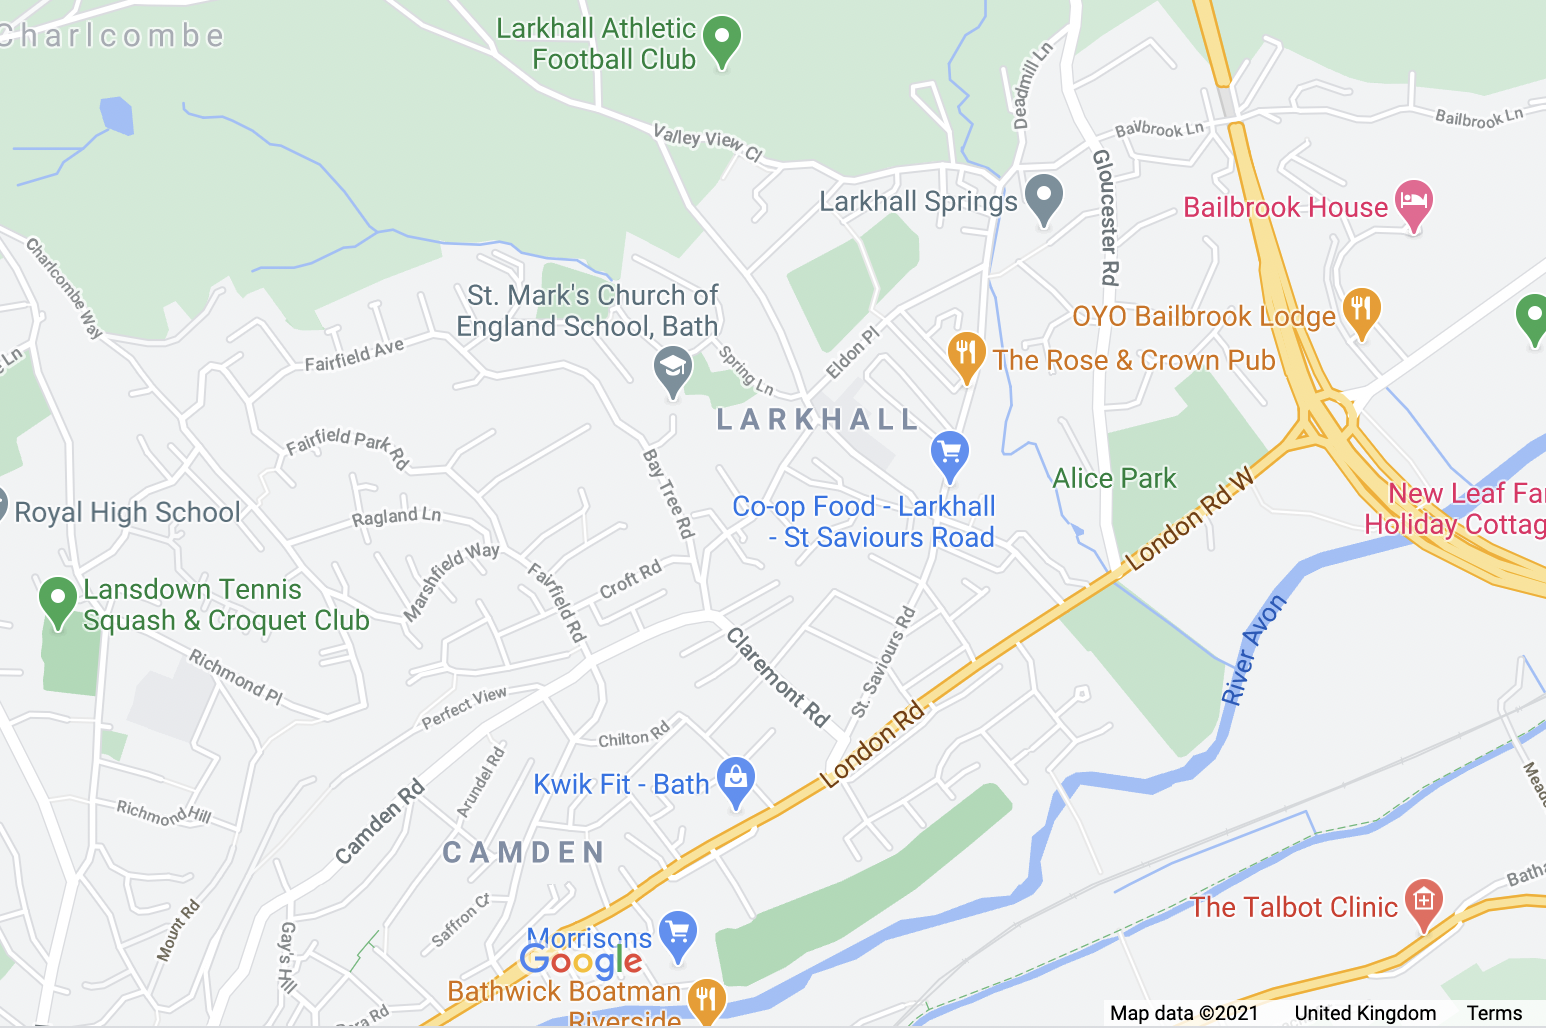 Charlcombe
Larkhall Athletic
Football Club
Valley View Cl
Deadmill Ln
Bailbrook Ln
Bailbrook Ln
Gloucester Rd
Larkhall Springs
Bailbrook House
Charlcombe Way
St. Mark's Church of
England School, Bath
OYO Bailbrook Lodge
Fairfield Ave
Spring Ln
Eldon Pl
The Rose & Crown Pub
e Ln
LARKHALL
Fairfield Park Rd
Bay Tree Rd
Alice Park
London Rd W
New Leaf Far
Holiday Cottag
Royal High School
Ragland Ln
Co-op Food - Larkhall
- St Saviours Road
Marshfield Way
Fairfield Rd
Croft Rd
Lansdown Tennis
Squash & Croquet Club
River Avon
Richmond Pl
Claremont Rd
St. Saviours Rd
Perfect View
Chilton Rd
London Rd
Kwik Fit - Bath
Arundel Rd
Camden Rd
Richmond Hill
Meado
CAMDEN
Batha
The Talbot Clinic
Mount Rd
Saffron Ct
Gay's Hill
Morrisons
Google
Bathwick Boatman
Riverside
Map data ©2021 United Kingdom Terms